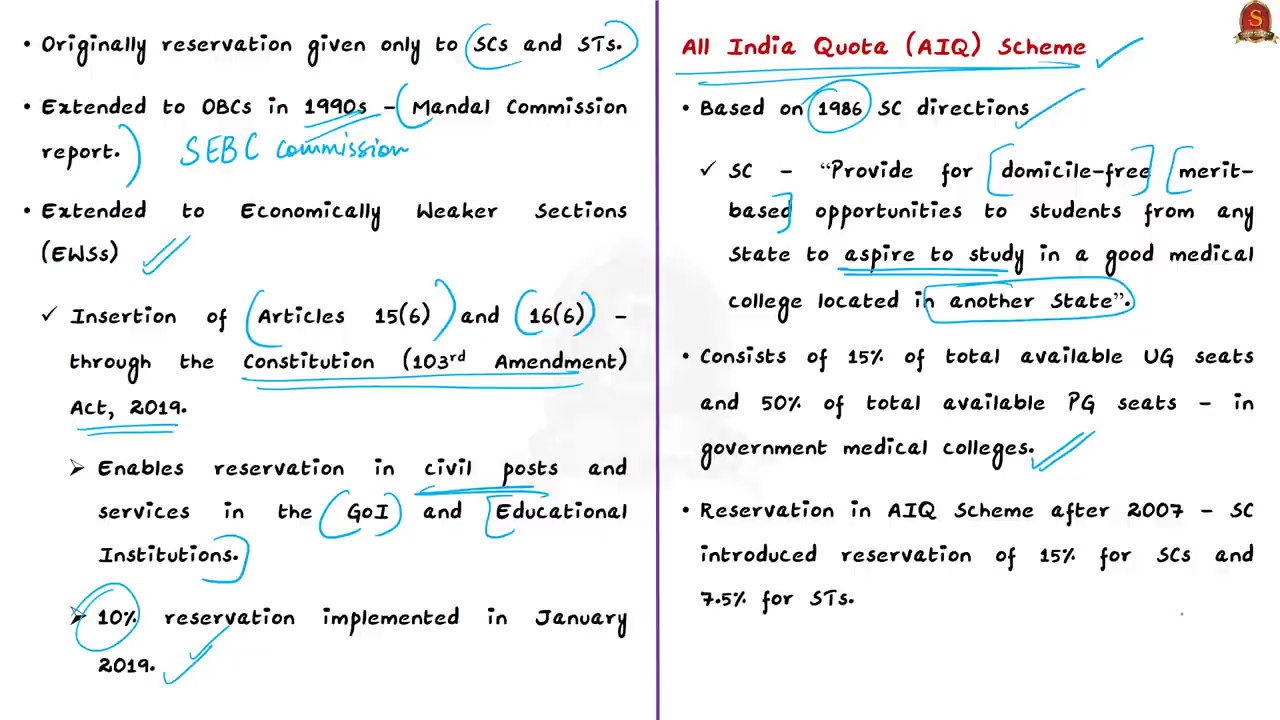 • Originally reservation given only to SCs and STs.
• Extended to OBCs in 1990s - Mandal Commission
report.
SEBC Commission
• Extended to Economically Weaker Sections
(EWSs)
✓ Insertion of Articles 15(6) and 16(6) -
through the Constitution (103rd Amendment)
Act, 2019.
➢ Enables reservation in civil posts and
services in the GoI and Educational
Institutions.
➢ 10% reservation implemented in January
2019.
All India Quota (AIQ) Scheme
• Based on 1986 SC directions
✓ SC - “Provide for domicile-free merit-
based opportunities to students from any
State to aspire to study in a good medical
college located in another State”.
• Consists of 15% of total available UG seats
and 50% of total available PG seats - in
government medical colleges.
• Reservation in AIQ Scheme after 2007 - SC
introduced reservation of 15% for SCs and
7.5% for STs.